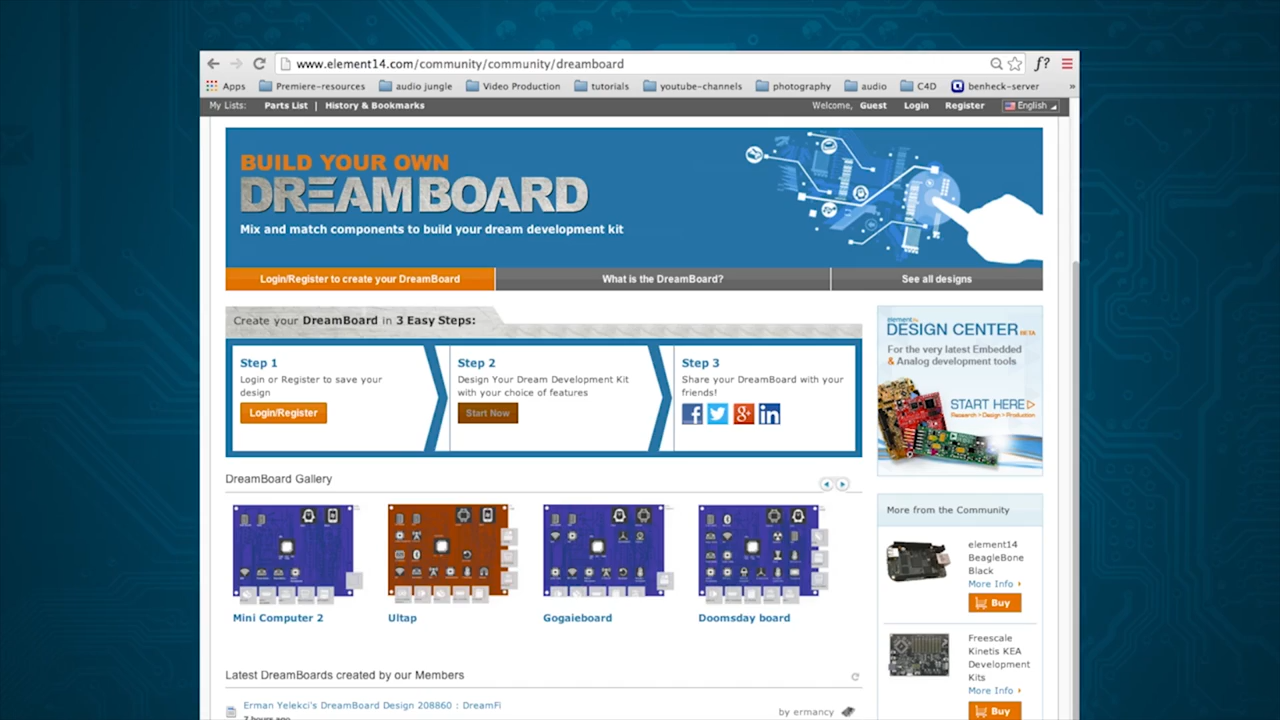 www.element14.com/community/community/dreamboard
f?
Apps Premiere-resources audio jungle Video Production tutorials youtube-channels photography audio C4D benheck-server »
My Lists: Parts List | History & Bookmarks Welcome, Guest Login Register English
BUILD YOUR OWN
DREAMBOARD
Mix and match components to build your dream development kit
Login/Register to create your DreamBoard What is the DreamBoard? See all designs
Create your DreamBoard in 3 Easy Steps:
Step 1
Login or Register to save your
design
Login/Register
Step 2
Design Your Dream Development Kit
with your choice of features
Start Now
Step 3
Share your DreamBoard with your
friends!
element14
DESIGN CENTER BETA
For the very latest Embedded
& Analog development tools
START HERE
Research > Design > Production
DreamBoard Gallery
Mini Computer 2
Ultap
Gogaieboard
Doomsday board
More from the Community
element14
BeagleBone
Black
More Info
Buy
Freescale
Kinetis KEA
Development
Kits
More Info
Buy
Latest DreamBoards created by our Members
Erman Yelekci's DreamBoard Design 208860 : DreamFi
7 hours ago
by ermancy